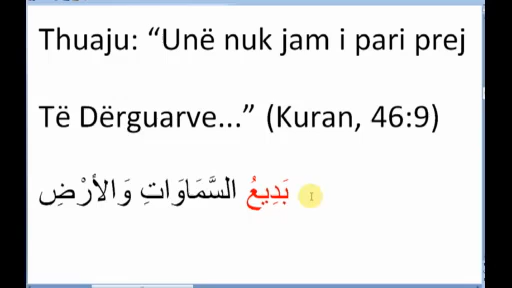 Thuaju: “Unë nuk jam i pari prej
Të Dërguarve...” (Kuran, 46:9)
بَدِيعُ السَّمَاوَاتِ وَالأَرْضِ